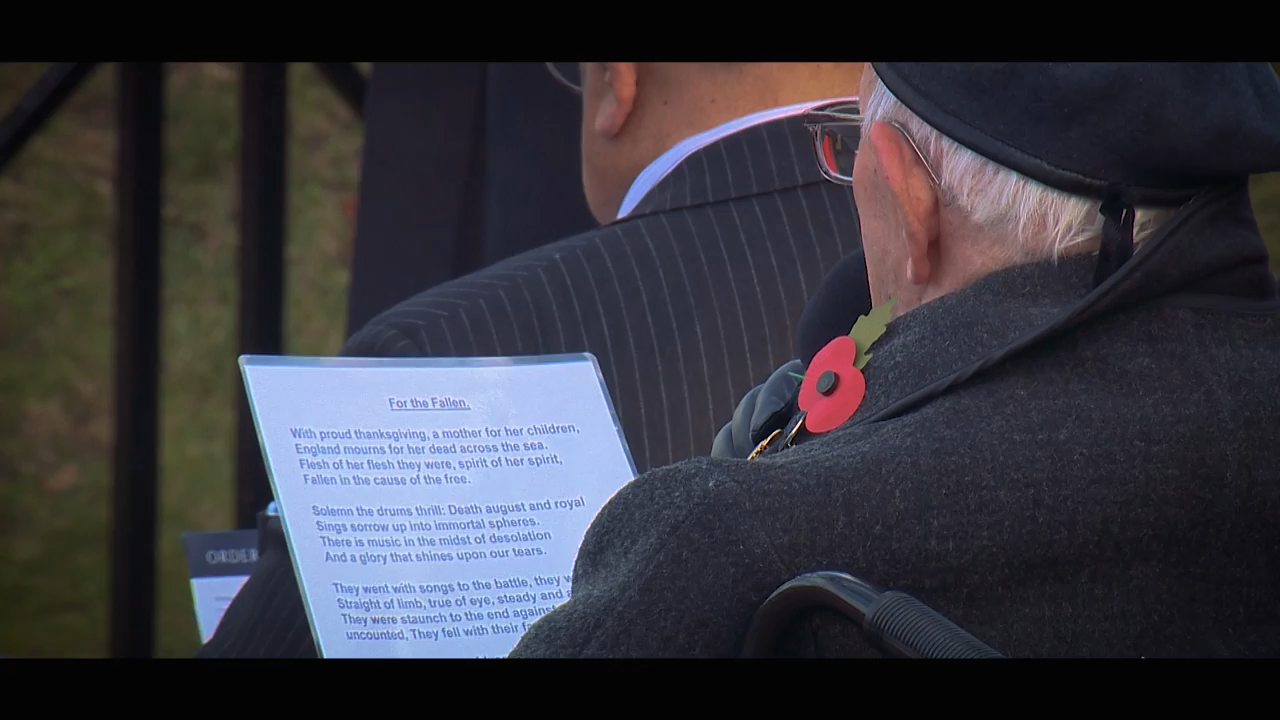 For the Fallen.
With proud thanksgiving, a mother for her children,
England mourns for her dead across the sea.
Flesh of her flesh they were, spirit of her spirit,
Fallen in the cause of the free.
Solemn the drums thrill: Death august and royal
Sings sorrow up into immortal spheres.
There is music in the midst of desolation
And a glory that shines upon our tears.
They went with songs to the battle, they
Straight of limb, true of eye, steady and
They were staunch to the end against
uncounted, They fell with their
ORDER